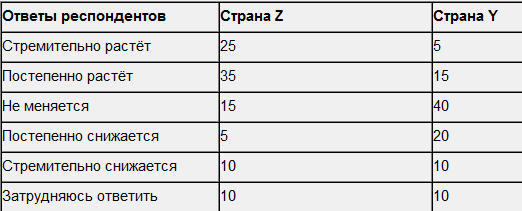 Ответы респондентов Страна Z Страна Y
Стремительно растёт 25 5
Постепенно растёт 35 15
Не меняется 15 40
Постепенно снижается 5 20
Стремительно снижается 10 10
Затрудняюсь ответить 10 10